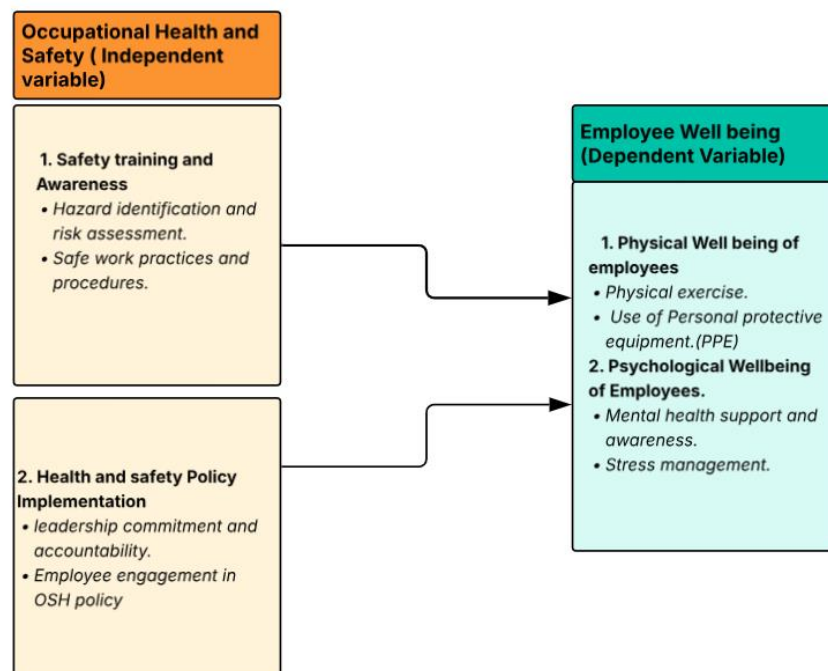 Occupational Health and
Safety ( Independent
variable)
1. Safety training and
Awareness
• Hazard identification and
risk assessment.
• Safe work practices and
procedures.
2. Health and safety Policy
Implementation
• leadership commitment and
accountability.
• Employee engagement in
OSH policy
Employee Well being
(Dependent Variable)
1. Physical Well being of
employees
• Physical exercise.
• Use of Personal protective
equipment.(PPE)
2. Psychological Wellbeing
of Employees.
• Mental health support and
awareness.
• Stress management.